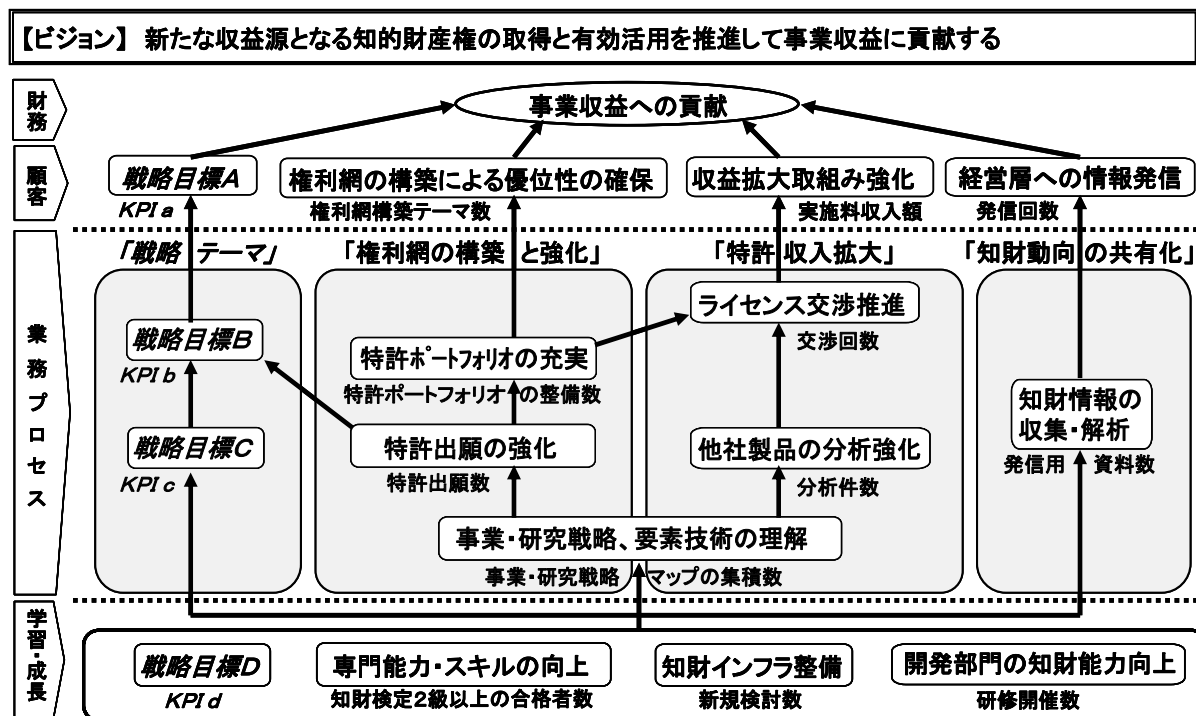 【ビジョン】 新たな収益源となる知的財産権の取得と有効活用を推進して事業収益に貢献する
財務
事業収益への貢献
顧客
戦略目標A
権利網の構築による優位性の確保
収益拡大取組み強化
経営層への情報発信
KPI a
権利網構築テーマ数
実施料収入額
発信回数
「戦略 テーマ」
「権利網の構築 と強化」
「特許 収入拡大」
「知財動向 の共有化」
業務プロセス
ライセンス交渉推進
交渉回数
戦略目標B
KPI b
特許ポートフォリオの充実
特許ポートフォリオ の整備数
知財情報の
収集・解析
発信用 資料数
戦略目標C
KPI c
特許出願の強化
特許出願数
他社製品の分析強化
分析件数
事業・研究戦略、要素技術の理解
事業・研究戦略 マップの集積数
学習・成長
戦略目標D
専門能力・スキルの向上
知財インフラ整備
開発部門の知財能力向上
KPI d
知財検定2級以上の合格者数
新規検討数
研修開催数